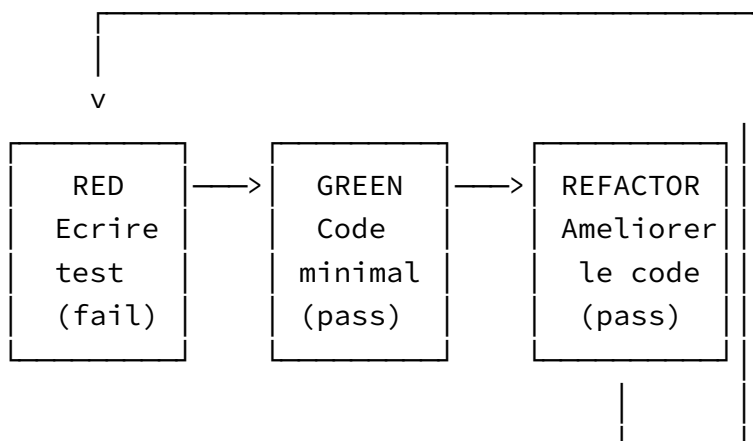 RED
Ecrire
test
(fail)
GREEN
Code
minimal
(pass)
REFACTOR
Ameliorer
le code
(pass)